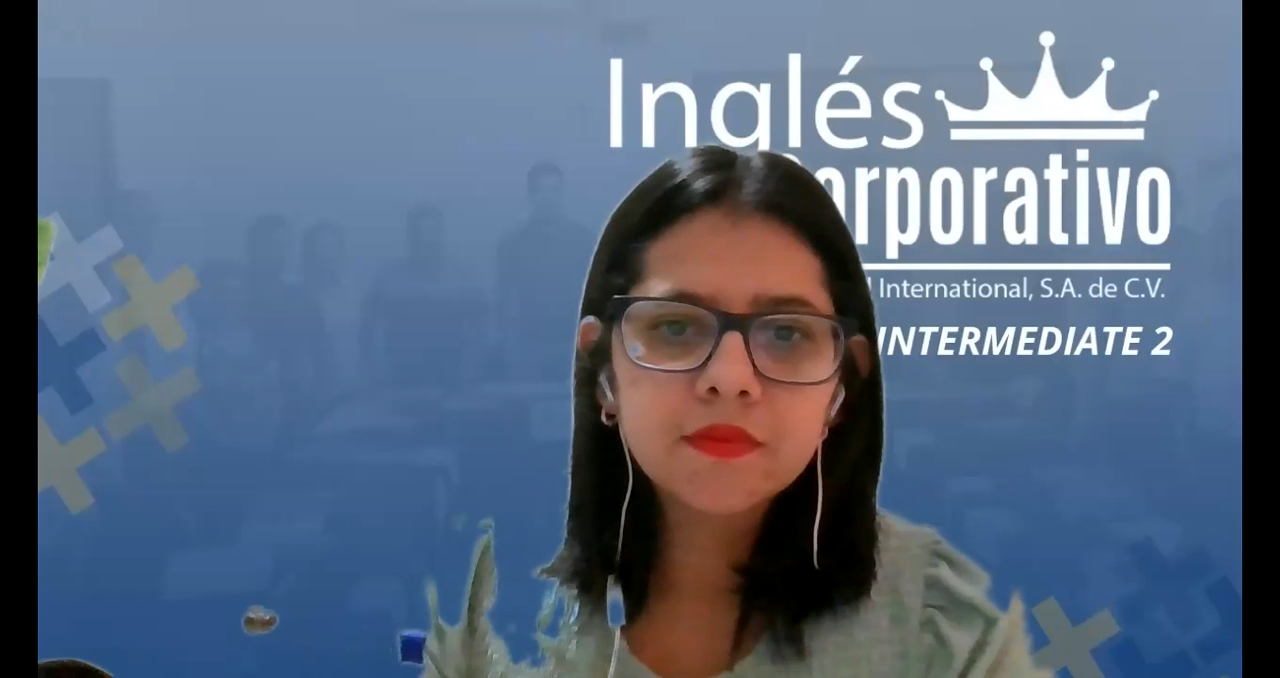 Inglés
orporativo
International, S.A. de C.V.
INTERMEDIATE 2